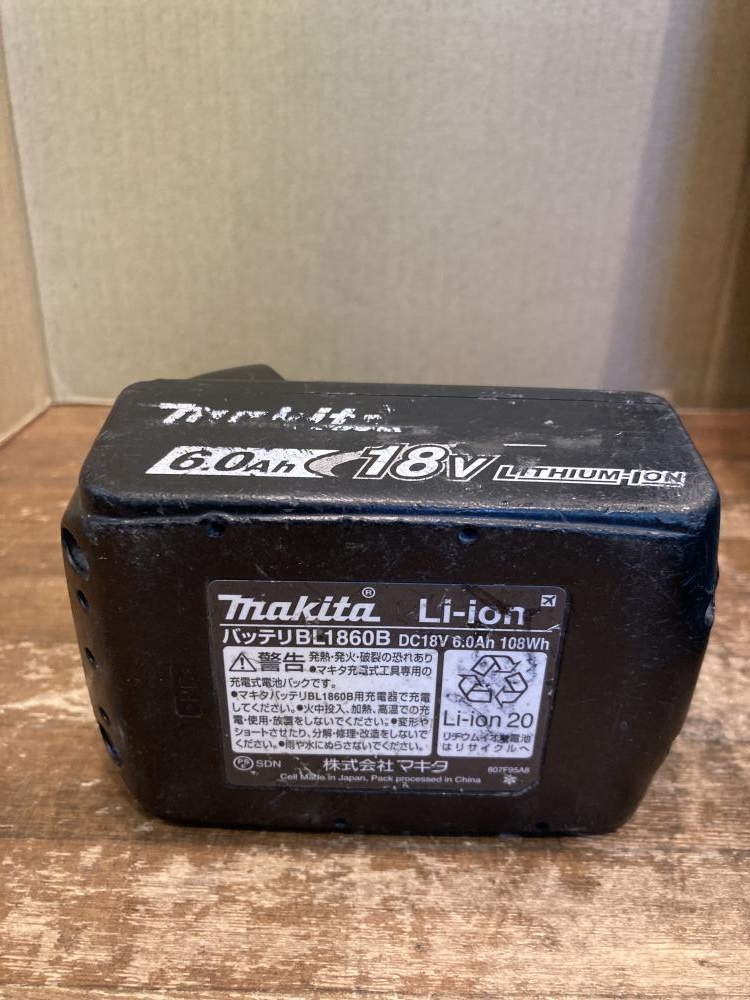 makita
6.0Ah 18V LITHIUM-ION
makita® Li-ion
バッテリBL1860B DC18V 6.0Ah 108Wh
警告 発熱・発火・破裂の恐れあり
●マキタ充電式工具専用の
充電式電池パックです。
●マキタバッテリBL1860B用充電器で充電
してください。●火中投入、加熱、高温での充
電・使用・放置をしないでください。●変形や
ショートさせたり、分解・修理・改造をしないで
ください。●雨や水にぬらさないでください。
Li-ion 20
リチウムイオン電池
はリサイクルへ
PSE SDN 株式会社 マキタ
Cell Made in Japan, Pack processed in China
607F95A8